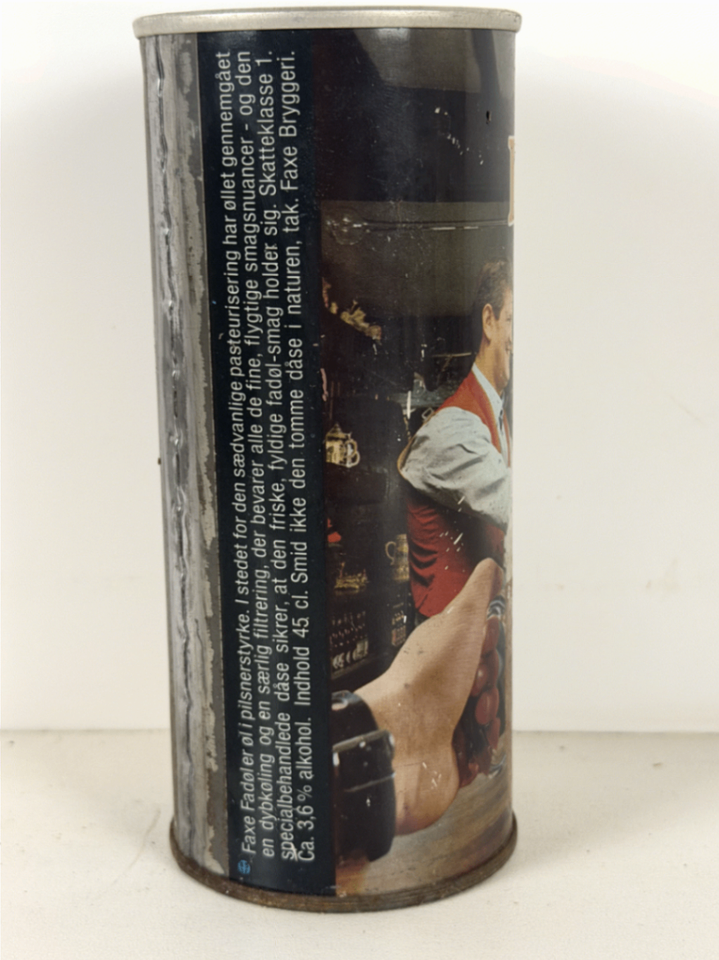 Faxe Fadøl er øl i pilsnerstyrke. I stedet for den sædvanlige pasteurisering har øllet gennemgået
en dybkøling og en særlig filtrering, der bevarer alle de fine, flygtige smagsnuancer - og den
specialbehandlede dåse sikrer, at den friske, fyldige fadøl-smag holder sig. Skatteklasse 1.
Ca. 3,6 % alkohol. Indhold 45 cl. Smid ikke den tomme dåse i naturen, tak. Faxe Bryggeri.